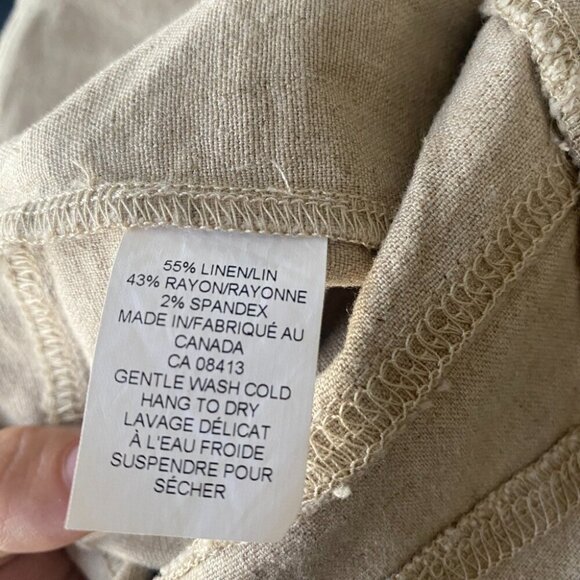 55% LINEN/LIN
43% RAYON/RAYONNE
2% SPANDEX
MADE IN/FABRIQUÉ AU
CANADA
CA 08413
GENTLE WASH COLD
HANG TO DRY
LAVAGE DÉLICAT
À L'EAU FROIDE
SUSPENDRE POUR
SÉCHER